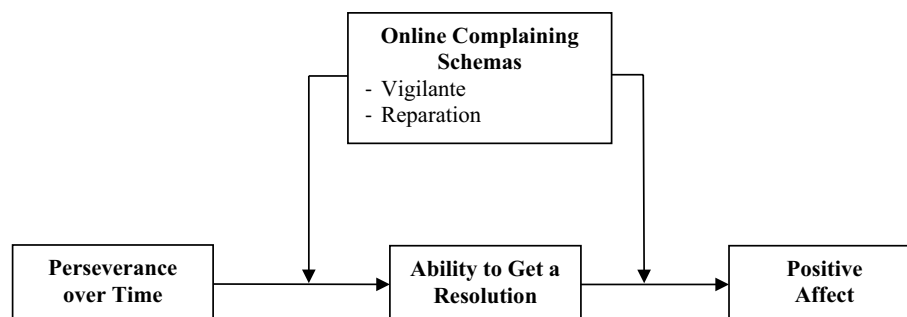 Online Complaining
Schemas
- Vigilante
- Reparation
Perseverance
over Time
Ability to Get a
Resolution
Positive
Affect